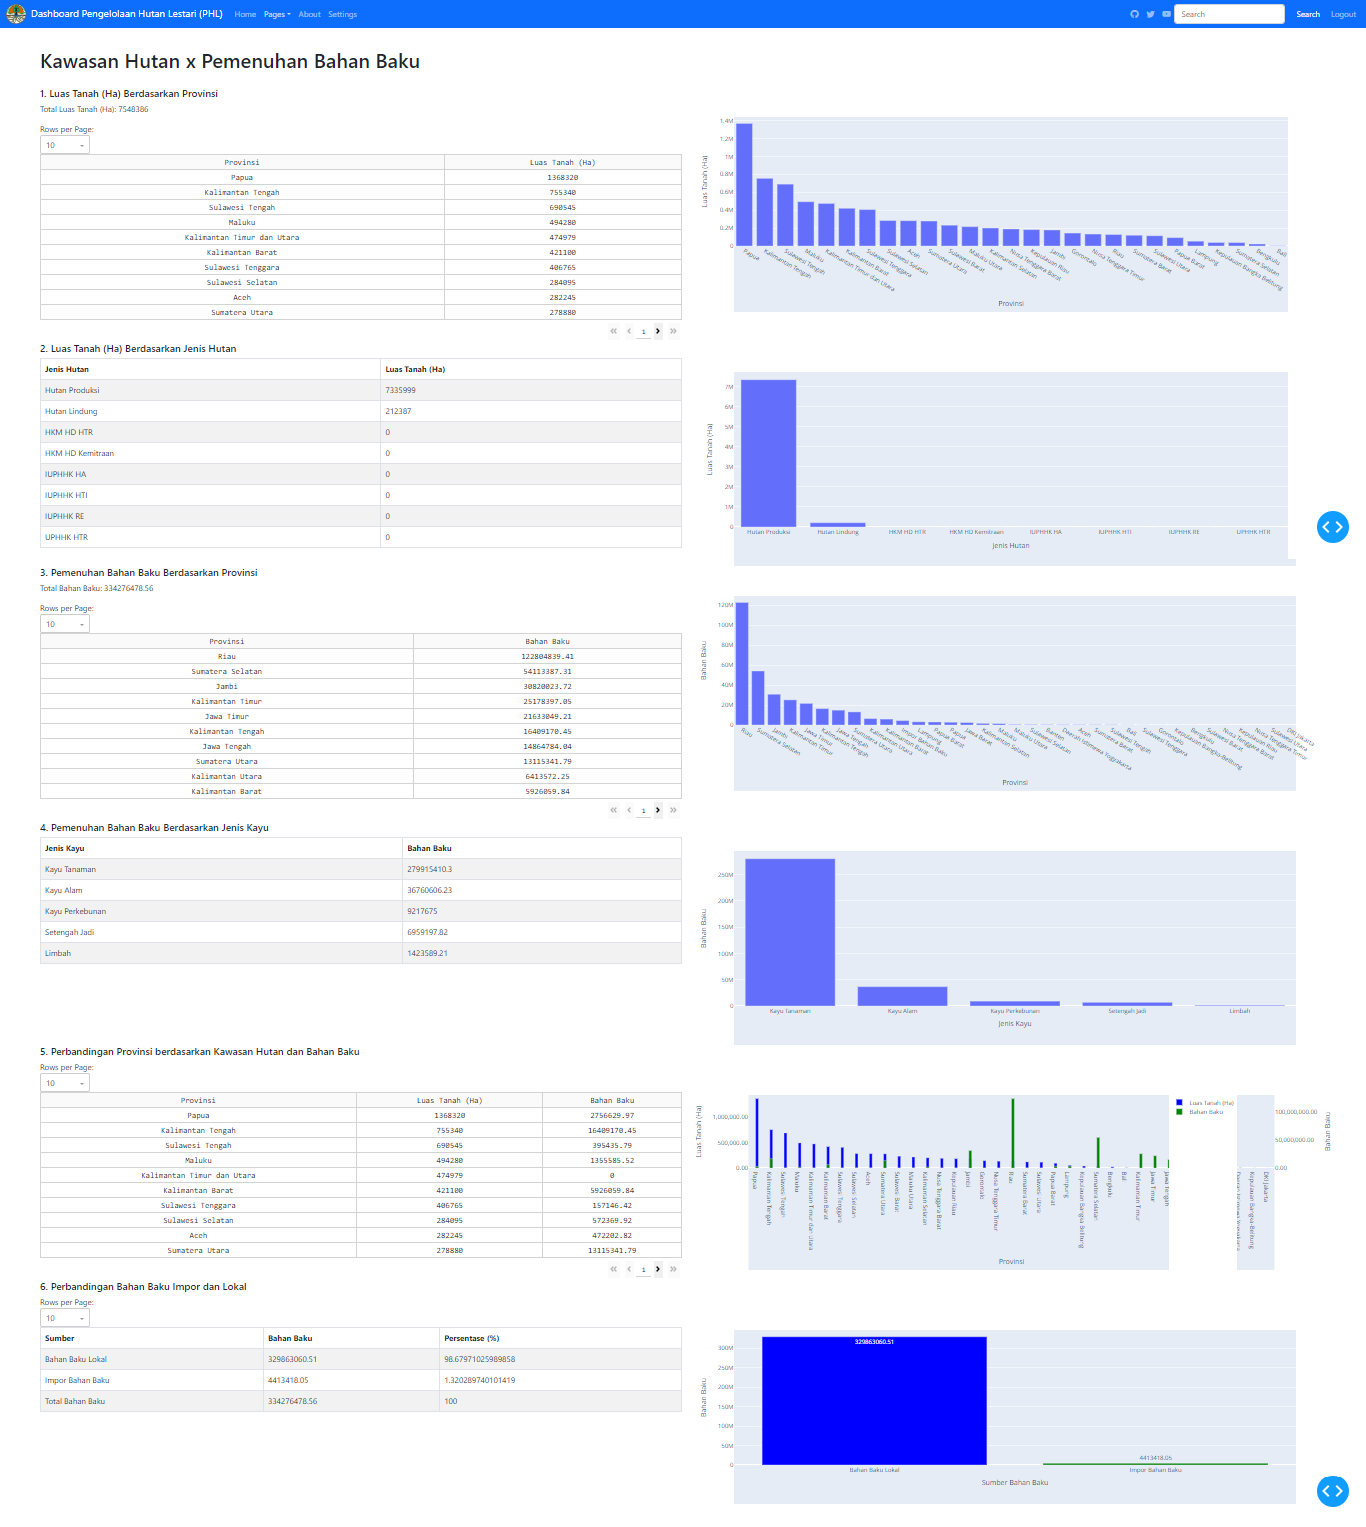 Dashboard Pengelolaan Hutan Lestari (PHL) Home Pages About Settings Search Search Logout
Kawasan Hutan x Pemenuhan Bahan Baku
1. Luas Tanah (Ha) Berdasarkan Provinsi
Total Luas Tanah (Ha): 7548386
Rows per Page:
10
Provinsi Luas Tanah (Ha)
Papua 1368320
Kalimantan Tengah 755340
Sulawesi Tengah 690545
Maluku 494280
Kalimantan Timur dan Utara 474979
Kalimantan Barat 421100
Sulawesi Tenggara 406765
Sulawesi Selatan 284095
Aceh 282245
Sumatera Utara 278880
1
1.4M
1.2M
1M
0.8M
0.6M
0.4M
0.2M
0
Luas Tanah (Ha)
Papua
Kalimantan Tengah
Sulawesi Tengah
Maluku
Kalimantan Timur dan Utara
Kalimantan Barat
Sulawesi Tenggara
Sulawesi Selatan
Aceh
Sumatera Utara
Sulawesi Barat
Maluku Utara
Kalimantan Selatan
Nusa Tenggara Barat
Kepulauan Riau
Jambi
Gorontalo
Nusa Tenggara Timur
Riau
Sumatera Barat
Sulawesi Utara
Papua Barat
Lampung
Kepulauan Bangka Belitung
Sumatera Selatan
Bengkulu
Bali
Provinsi
2. Luas Tanah (Ha) Berdasarkan Jenis Hutan
Jenis Hutan Luas Tanah (Ha)
Hutan Produksi 7335999
Hutan Lindung 212387
HKM HD HTR 0
HKM HD Kemitraan 0
IUPHHK HA 0
IUPHHK HTI 0
IUPHHK RE 0
UPHHK HTR 0
7M
6M
5M
4M
3M
2M
1M
0
Luas Tanah (Ha)
Hutan Produksi Hutan Lindung HKM HD HTR HKM HD Kemitraan IUPHHK HA IUPHHK HTI IUPHHK RE UPHHK HTR
Jenis Hutan
3. Pemenuhan Bahan Baku Berdasarkan Provinsi
Total Bahan Baku: 334276478.56
Rows per Page:
10
Provinsi Bahan Baku
Riau 122804839.41
Sumatera Selatan 54113387.31
Jambi 30820023.72
Kalimantan Timur 25178397.05
Jawa Timur 21633049.21
Kalimantan Tengah 16409170.45
Jawa Tengah 14864784.04
Sumatera Utara 13115341.79
Kalimantan Utara 6413572.25
Kalimantan Barat 5926059.84
1
120M
100M
80M
60M
40M
20M
0
Bahan Baku
Riau
Sumatera Selatan
Jambi
Kalimantan Timur
Jawa Timur
Kalimantan Tengah
Jawa Tengah
Sumatera Utara
Kalimantan Utara
Kalimantan Barat
Impor Bahan Baku
Lampung
Papua Barat
Papua
Jawa Barat
Kalimantan Selatan
Maluku
Maluku Utara
Sulawesi Selatan
Banten
Daerah Istimewa Yogyakarta
Aceh
Sumatera Barat
Sulawesi Tengah
Bali
Sulawesi Tenggara
Gorontalo
Kepulauan Bangka-Belitung
Bengkulu
Sulawesi Barat
Nusa Tenggara Barat
Kepulauan Riau
Nusa Tenggara Timur
Sulawesi Utara
DKI Jakarta
Provinsi
4. Pemenuhan Bahan Baku Berdasarkan Jenis Kayu
Jenis Kayu Bahan Baku
Kayu Tanaman 279915410.3
Kayu Alam 36760606.23
Kayu Perkebunan 9217675
Setengah Jadi 6959197.82
Limbah 1423589.21
250M
200M
150M
100M
50M
0
Bahan Baku
Kayu Tanaman Kayu Alam Kayu Perkebunan Setengah Jadi Limbah
Jenis Kayu
5. Perbandingan Provinsi berdasarkan Kawasan Hutan dan Bahan Baku
Rows per Page:
10
Provinsi Luas Tanah (Ha) Bahan Baku
Papua 1368320 2756629.97
Kalimantan Tengah 755340 16409170.45
Sulawesi Tengah 690545 395435.79
Maluku 494280 1355585.52
Kalimantan Timur dan Utara 474979 0
Kalimantan Barat 421100 5926059.84
Sulawesi Tenggara 406765 157146.42
Sulawesi Selatan 284095 572369.92
Aceh 282245 472202.82
Sumatera Utara 278880 13115341.79
1
1,000,000.00
500,000.00
0.00
Luas Tanah (Ha)
Luas Tanah (Ha)
Bahan Baku
100,000,000.00
50,000,000.00
0.00
Bahan Baku
Papua
Kalimantan Tengah
Sulawesi Tengah
Maluku
Kalimantan Timur dan Utara
Kalimantan Barat
Sulawesi Tenggara
Sulawesi Selatan
Aceh
Sumatera Utara
Sulawesi Barat
Maluku Utara
Kalimantan Selatan
Nusa Tenggara Barat
Kepulauan Riau
Jambi
Gorontalo
Nusa Tenggara Timur
Riau
Sumatera Barat
Sulawesi Utara
Papua Barat
Lampung
Kepulauan Bangka Belitung
Sumatera Selatan
Bengkulu
Bali
Kalimantan Timur
Jawa Timur
Jawa Tengah
Kepulauan Bangka-Belitung
DKI Jakarta
Provinsi
6. Perbandingan Bahan Baku Impor dan Lokal
Rows per Page:
10
Sumber Bahan Baku Persentase (%)
Bahan Baku Lokal 329863060.51 98.67971025989858
Impor Bahan Baku 4413418.05 1.320289740101419
Total Bahan Baku 334276478.56 100
300M
250M
200M
150M
100M
50M
0
Bahan Baku
329863060.51
4413418.05
Bahan Baku Lokal Impor Bahan Baku
Sumber Bahan Baku